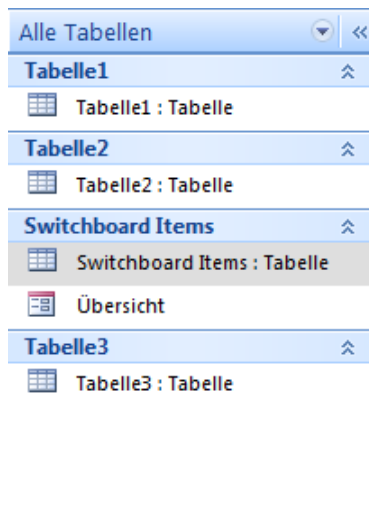 Alle Tabellen
Tabelle1
Tabelle1 : Tabelle
Tabelle2
Tabelle2 : Tabelle
Switchboard Items
Switchboard Items : Tabelle
Übersicht
Tabelle3
Tabelle3 : Tabelle